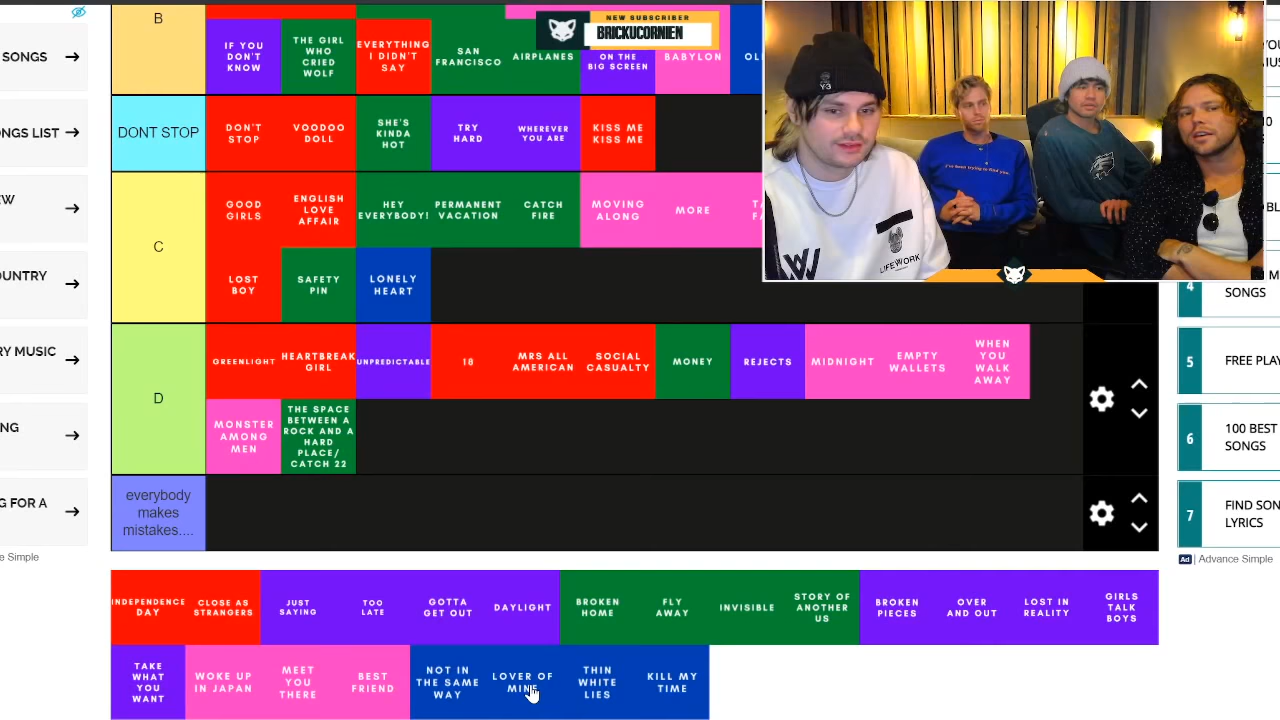 SONGS
NGS LIST
OUNTRY
RY MUSIC
NG
G FOR A
e Simple
B
IF YOU
DON'T
KNOW
THE GIRL
WHO
CRIED
WOLF
EVERYTHING
I DIDN'T
SAY
SAN
FRANCISCO
AIRPLANES
ON THE
BIG SCREEN
BABYLON
OL
NEW SUBSCRIBER
BRICKUCORNIEN
DONT STOP
DON'T
STOP
VOODOO
DOLL
SHE'S
KINDA
HOT
TRY
HARD
WHEREVER
YOU ARE
KISS ME
KISS ME
C
GOOD
GIRLS
ENGLISH
LOVE
AFFAIR
HEY
EVERYBODY!
PERMANENT
VACATION
CATCH
FIRE
MOVING
ALONG
MORE
LOST
BOY
SAFETY
PIN
LONELY
HEART
D
GREENLIGHT
HEARTBREAK
GIRL
UNPREDICTABLE
18
MRS ALL
AMERICAN
SOCIAL
CASUALTY
MONEY
REJECTS
MIDNIGHT
EMPTY
WALLETS
WHEN
YOU
WALK
AWAY
MONSTER
AMONG
MEN
THE SPACE
BETWEEN A
ROCK AND A
HARD
PLACE/
CATCH 22
everybody
makes
mistakes....
INDEPENDENCE
DAY
CLOSE AS
STRANGERS
JUST
SAYING
TOO
LATE
GOTTA
GET OUT
DAYLIGHT
BROKEN
HOME
FLY
AWAY
INVISIBLE
STORY OF
ANOTHER
US
BROKEN
PIECES
OVER
AND OUT
LOST IN
REALITY
GIRLS
TALK
BOYS
TAKE
WHAT
YOU
WANT
WOKE UP
IN JAPAN
MEET
YOU
THERE
BEST
FRIEND
NOT IN
THE SAME
WAY
LOVER OF
MINE
THIN
WHITE
LIES
KILL MY
TIME
Y-3
LIFEWORK
4
SONGS
5
FREE PLAY
6
100 BEST
SONGS
7
FIND SON
LYRICS
Ad
Advance Simple